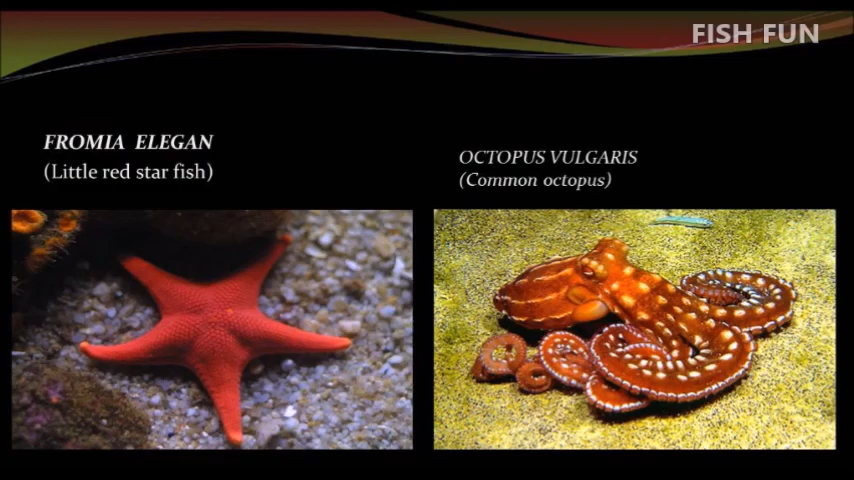 FISH FUN
FROMIA ELEGAN
(Little red star fish)
OCTOPUS VULGARIS
(Common octopus)